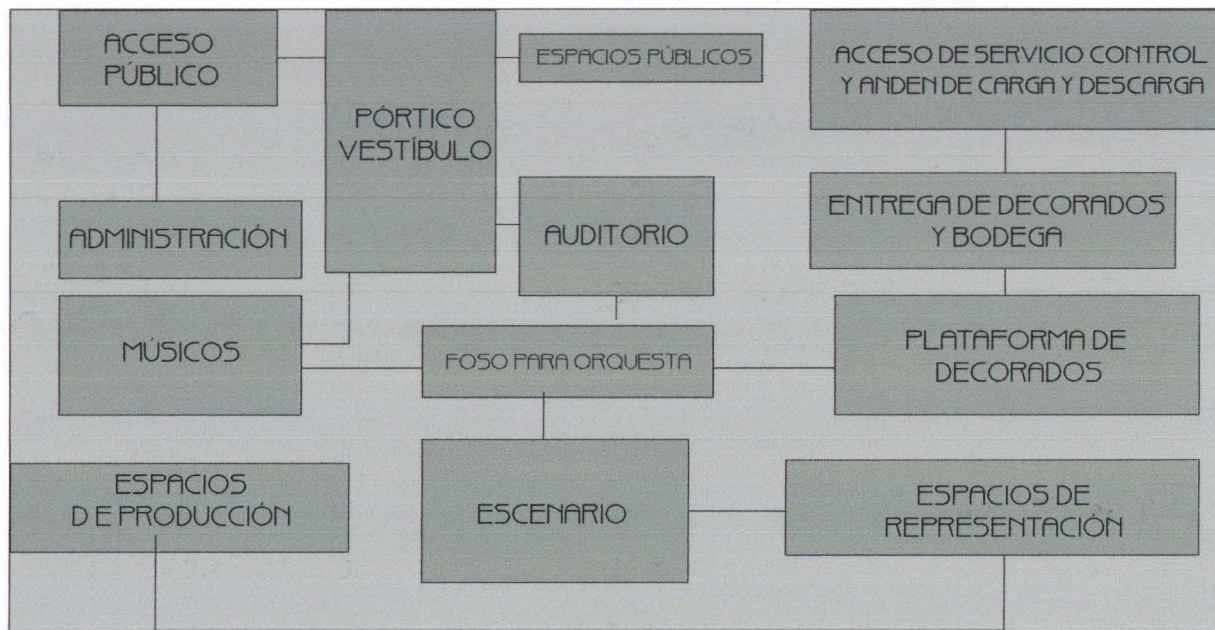 ACCESO
PÚBLICO
PÓRTICO
VESTÍBULO
ESPACIOS PÚBLICOS
ACCESO DE SERVICIO CONTROL
Y ANDEN DE CARGA Y DESCARGA
ADMINISTRACIÓN
AUDITORIO
ENTREGA DE DECORADOS
Y BODEGA
MÚSICOS
FOSO PARA ORQUESTA
PLATAFORMA DE
DECORADOS
ESPACIOS
D E PRODUCCIÓN
ESCENARIO
ESPACIOS DE
REPRESENTACIÓN